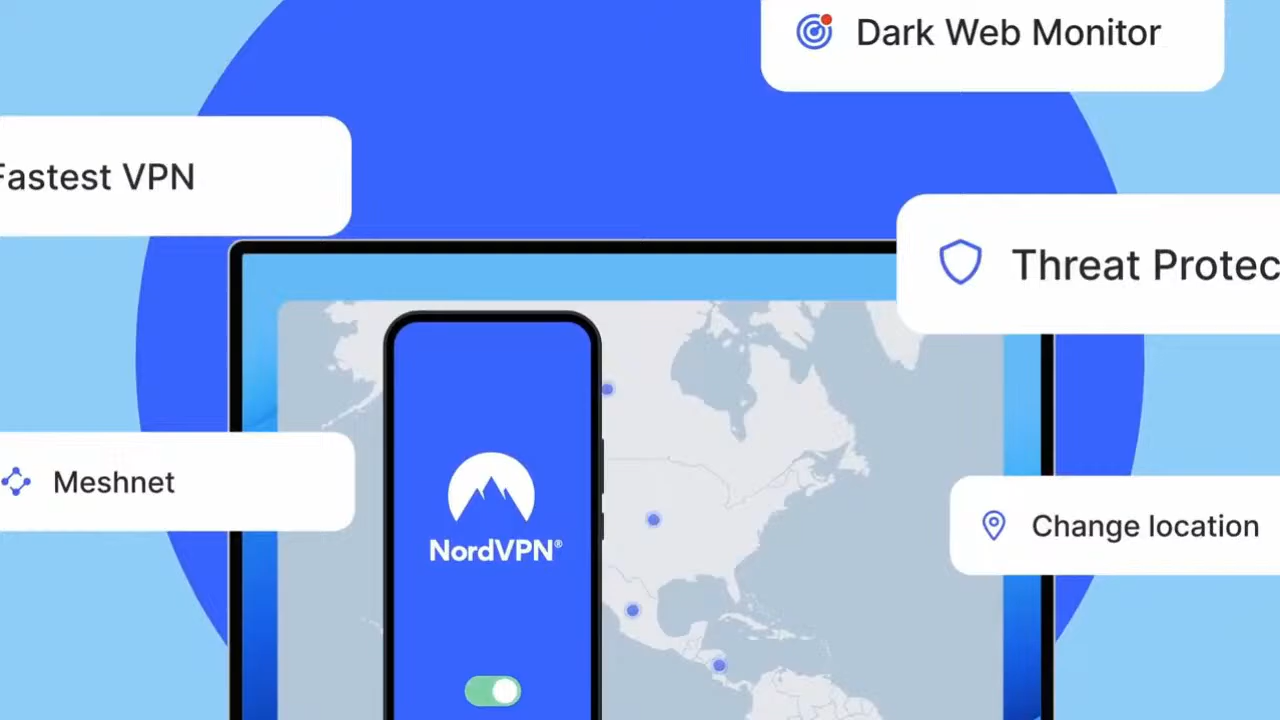 Dark Web Monitor
Fastest VPN
Threat Protec
Meshnet
Change location
NordVPN®